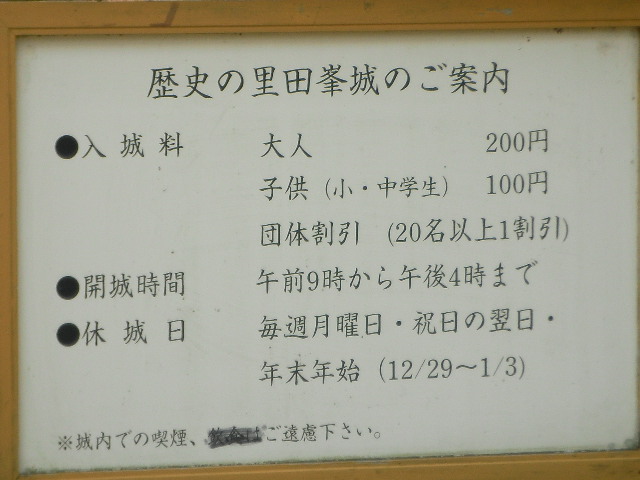 歴史の里田峯城のご案内
●入城料 大人 200円
子供 (小・中学生) 100円
団体割引 (20名以上1割引)
●開城時間 午前9時から午後4時まで
●休城日 毎週月曜日・祝日の翌日・
年末年始 (12/29～1/3)
※城内での喫煙、ご遠慮下さい。